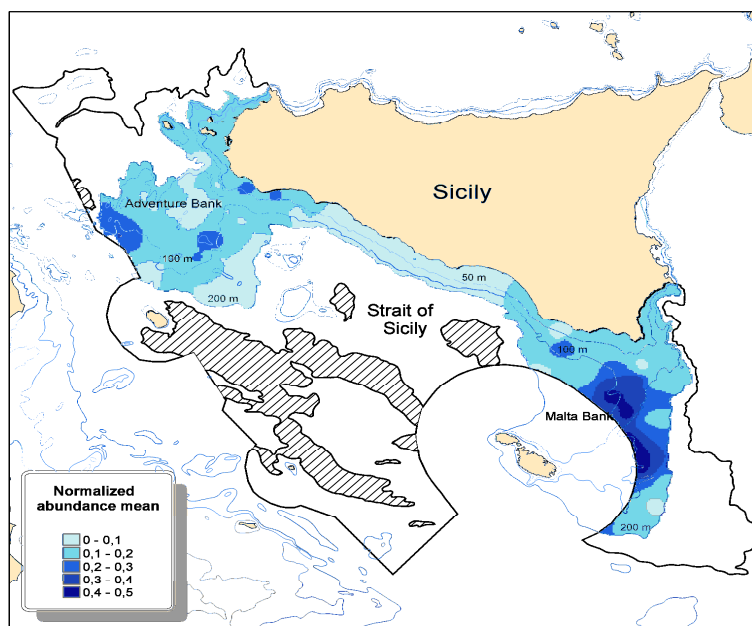 Sicily
Adventure Bank
100 m
200 m
50 m
Strait of
Sicily
100 m
Malta Bank
200 m
Normalized
abundance mean
0 - 0,1
0,1 - 0,2
0,2 - 0,3
0,3 - 0,4
0,4 - 0,5